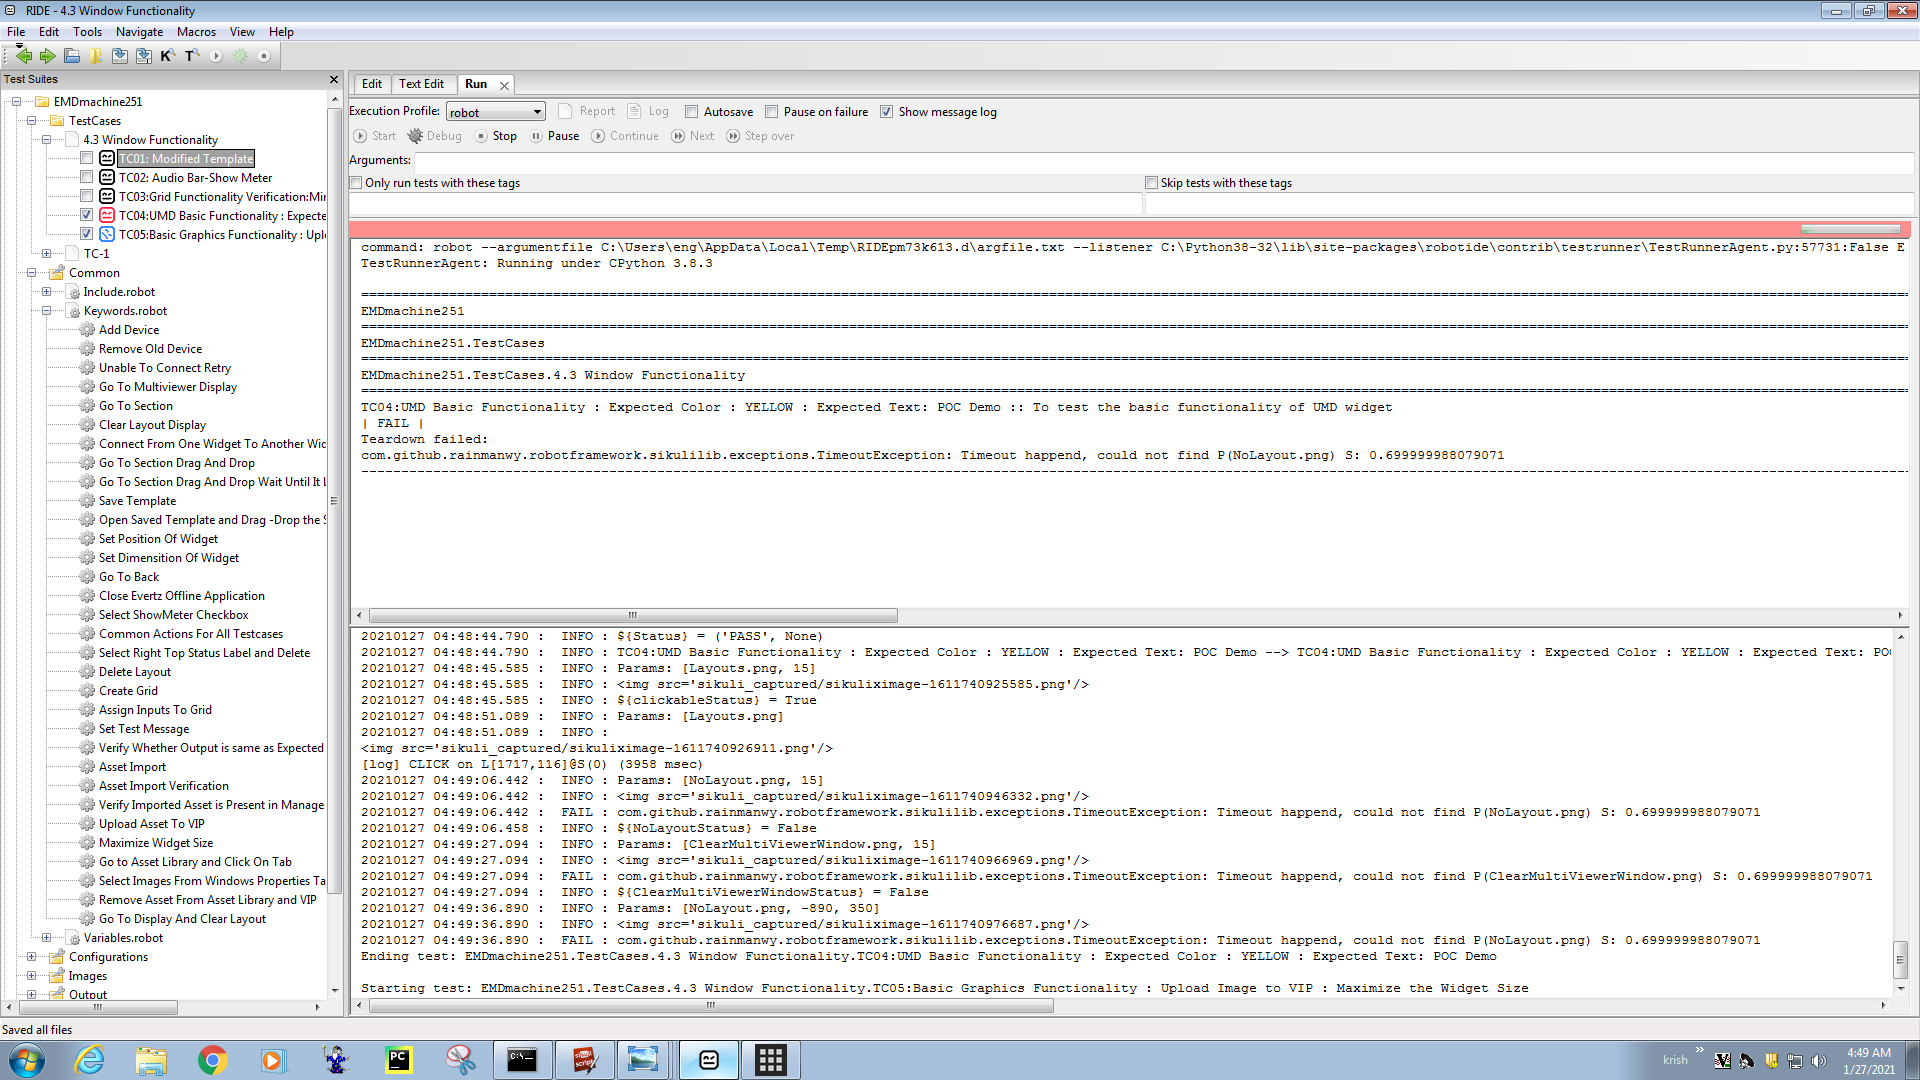 RIDE - 4.3 Window Functionality
File Edit Tools Navigate Macros View Help
Test Suites
EMDmachine251
TestCases
4.3 Window Functionality
TC01: Modified Template
TC02: Audio Bar-Show Meter
TC03:Grid Functionality Verification:Mi
TC04:UMD Basic Functionality : Expecte
TC05:Basic Graphics Functionality : Upl
TC-1
Common
Include.robot
Keywords.robot
Add Device
Remove Old Device
Unable To Connect Retry
Go To Multiviewer Display
Go To Section
Clear Layout Display
Connect From One Widget To Another Wid
Go To Section Drag And Drop
Go To Section Drag And Drop Wait Until It
Save Template
Open Saved Template and Drag -Drop the
Set Position Of Widget
Set Dimensition Of Widget
Go To Back
Close Evertz Offline Application
Select ShowMeter Checkbox
Common Actions For All Testcases
Select Right Top Status Label and Delete
Delete Layout
Create Grid
Assign Inputs To Grid
Set Test Message
Verify Whether Output is same as Expected
Asset Import
Asset Import Verification
Verify Imported Asset is Present in Manage
Upload Asset To VIP
Maximize Widget Size
Go to Asset Library and Click On Tab
Select Images From Windows Properties Ta
Remove Asset From Asset Library and VIP
Go To Display And Clear Layout
Variables.robot
Configurations
Images
Output
Edit Text Edit Run
Execution Profile: robot Report Log Autosave Pause on failure Show message log
Start Debug Stop Pause Continue Next Step over
Arguments:
Only run tests with these tags Skip tests with these tags
command: robot --argumentfile C:\Users\eng\AppData\Local\Temp\RIDEpm73k613.d\argfile.txt --listener C:\Python38-32\lib\site-packages\robotide\contrib\testrunner\TestRunnerAgent.py:57731:False E
TestRunnerAgent: Running under CPython 3.8.3
EMDmachine251
EMDmachine251.TestCases
EMDmachine251.TestCases.4.3 Window Functionality
TC04:UMD Basic Functionality : Expected Color : YELLOW : Expected Text: POC Demo :: To test the basic functionality of UMD widget
| FAIL |
Teardown failed:
com.github.rainmanwy.robotframework.sikulilib.exceptions.TimeoutException: Timeout happend, could not find P(NoLayout.png) S: 0.699999988079071
20210127 04:48:44.790 : INFO : ${Status} = ('PASS', None)
20210127 04:48:44.790 : INFO : TC04:UMD Basic Functionality : Expected Color : YELLOW : Expected Text: POC Demo --> TC04:UMD Basic Functionality : Expected Color : YELLOW : Expected Text: PO
20210127 04:48:45.585 : INFO : Params: [Layouts.png, 15]
20210127 04:48:45.585 : INFO : <img src='sikuli_captured/sikuliximage-1611740925585.png'/>
20210127 04:48:45.585 : INFO : ${clickableStatus} = True
20210127 04:48:51.089 : INFO : Params: [Layouts.png]
20210127 04:48:51.089 : INFO :
<img src='sikuli_captured/sikuliximage-1611740926911.png'/>
[log] CLICK on L[1717,116]@S(0) (3958 msec)
20210127 04:49:06.442 : INFO : Params: [NoLayout.png, 15]
20210127 04:49:06.442 : INFO : <img src='sikuli_captured/sikuliximage-1611740946332.png'/>
20210127 04:49:06.442 : FAIL : com.github.rainmanwy.robotframework.sikulilib.exceptions.TimeoutException: Timeout happend, could not find P(NoLayout.png) S: 0.699999988079071
20210127 04:49:06.458 : INFO : ${NoLayoutStatus} = False
20210127 04:49:27.094 : INFO : Params: [ClearMultiViewerWindow.png, 15]
20210127 04:49:27.094 : INFO : <img src='sikuli_captured/sikuliximage-1611740966969.png'/>
20210127 04:49:27.094 : FAIL : com.github.rainmanwy.robotframework.sikulilib.exceptions.TimeoutException: Timeout happend, could not find P(ClearMultiViewerWindow.png) S: 0.699999988079071
20210127 04:49:27.094 : INFO : ${ClearMultiViewerWindowStatus} = False
20210127 04:49:36.890 : INFO : Params: [NoLayout.png, -890, 350]
20210127 04:49:36.890 : INFO : <img src='sikuli_captured/sikuliximage-1611740976687.png'/>
20210127 04:49:36.890 : FAIL : com.github.rainmanwy.robotframework.sikulilib.exceptions.TimeoutException: Timeout happend, could not find P(NoLayout.png) S: 0.699999988079071
Ending test: EMDmachine251.TestCases.4.3 Window Functionality.TC04:UMD Basic Functionality : Expected Color : YELLOW : Expected Text: POC Demo
Starting test: EMDmachine251.TestCases.4.3 Window Functionality.TC05:Basic Graphics Functionality : Upload Image to VIP : Maximize the Widget Size
Saved all files
krish
4:49 AM
1/27/2021